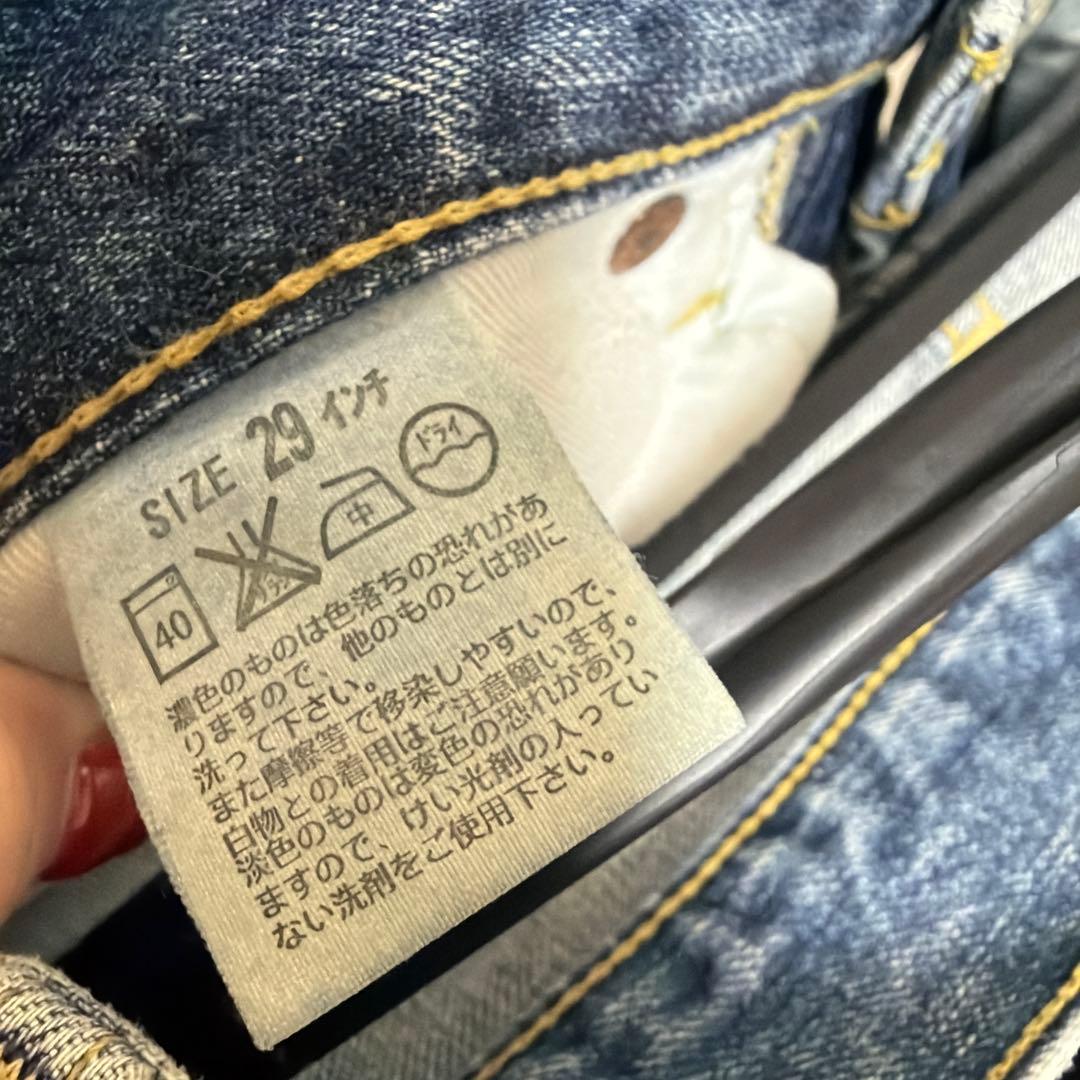 SIZE 29 インチ
40 中 ドライ
濃色のものは色落ちの恐れがあ
りますので、他のものとは別に
洗って下さい。
また摩擦等で移染しやすいので、
白物との着用はご注意願います。
淡色のものは変色の恐れがあり
ますので、けい光剤の入ってい
ない洗剤をご使用下さい。